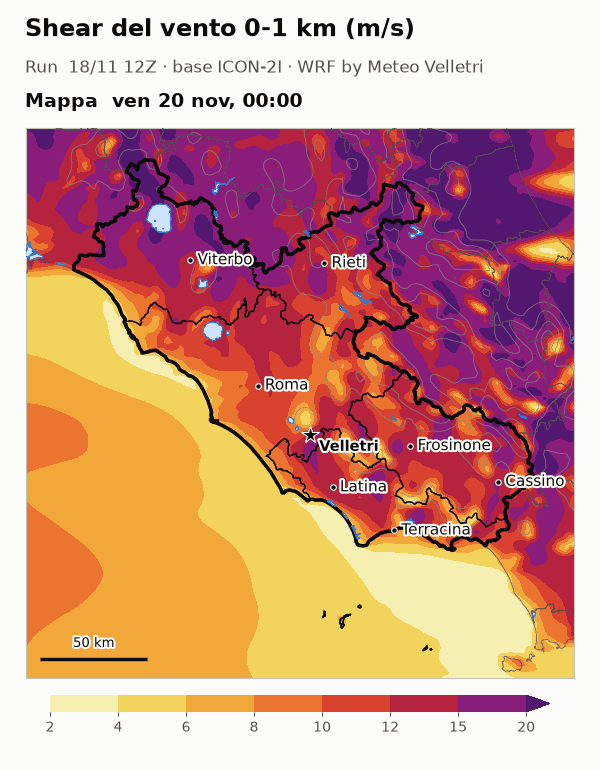 Shear del vento 0-1 km (m/s)
Run  18/11 12Z · base ICON-2I · WRF by Meteo Velletri
Mappa  ven 20 nov, 00:00
Viterbo
Rieti
Roma
Velletri
Frosinone
Latina
Cassino
Terracina
50 km
2 4 6 8 10 12 15 20